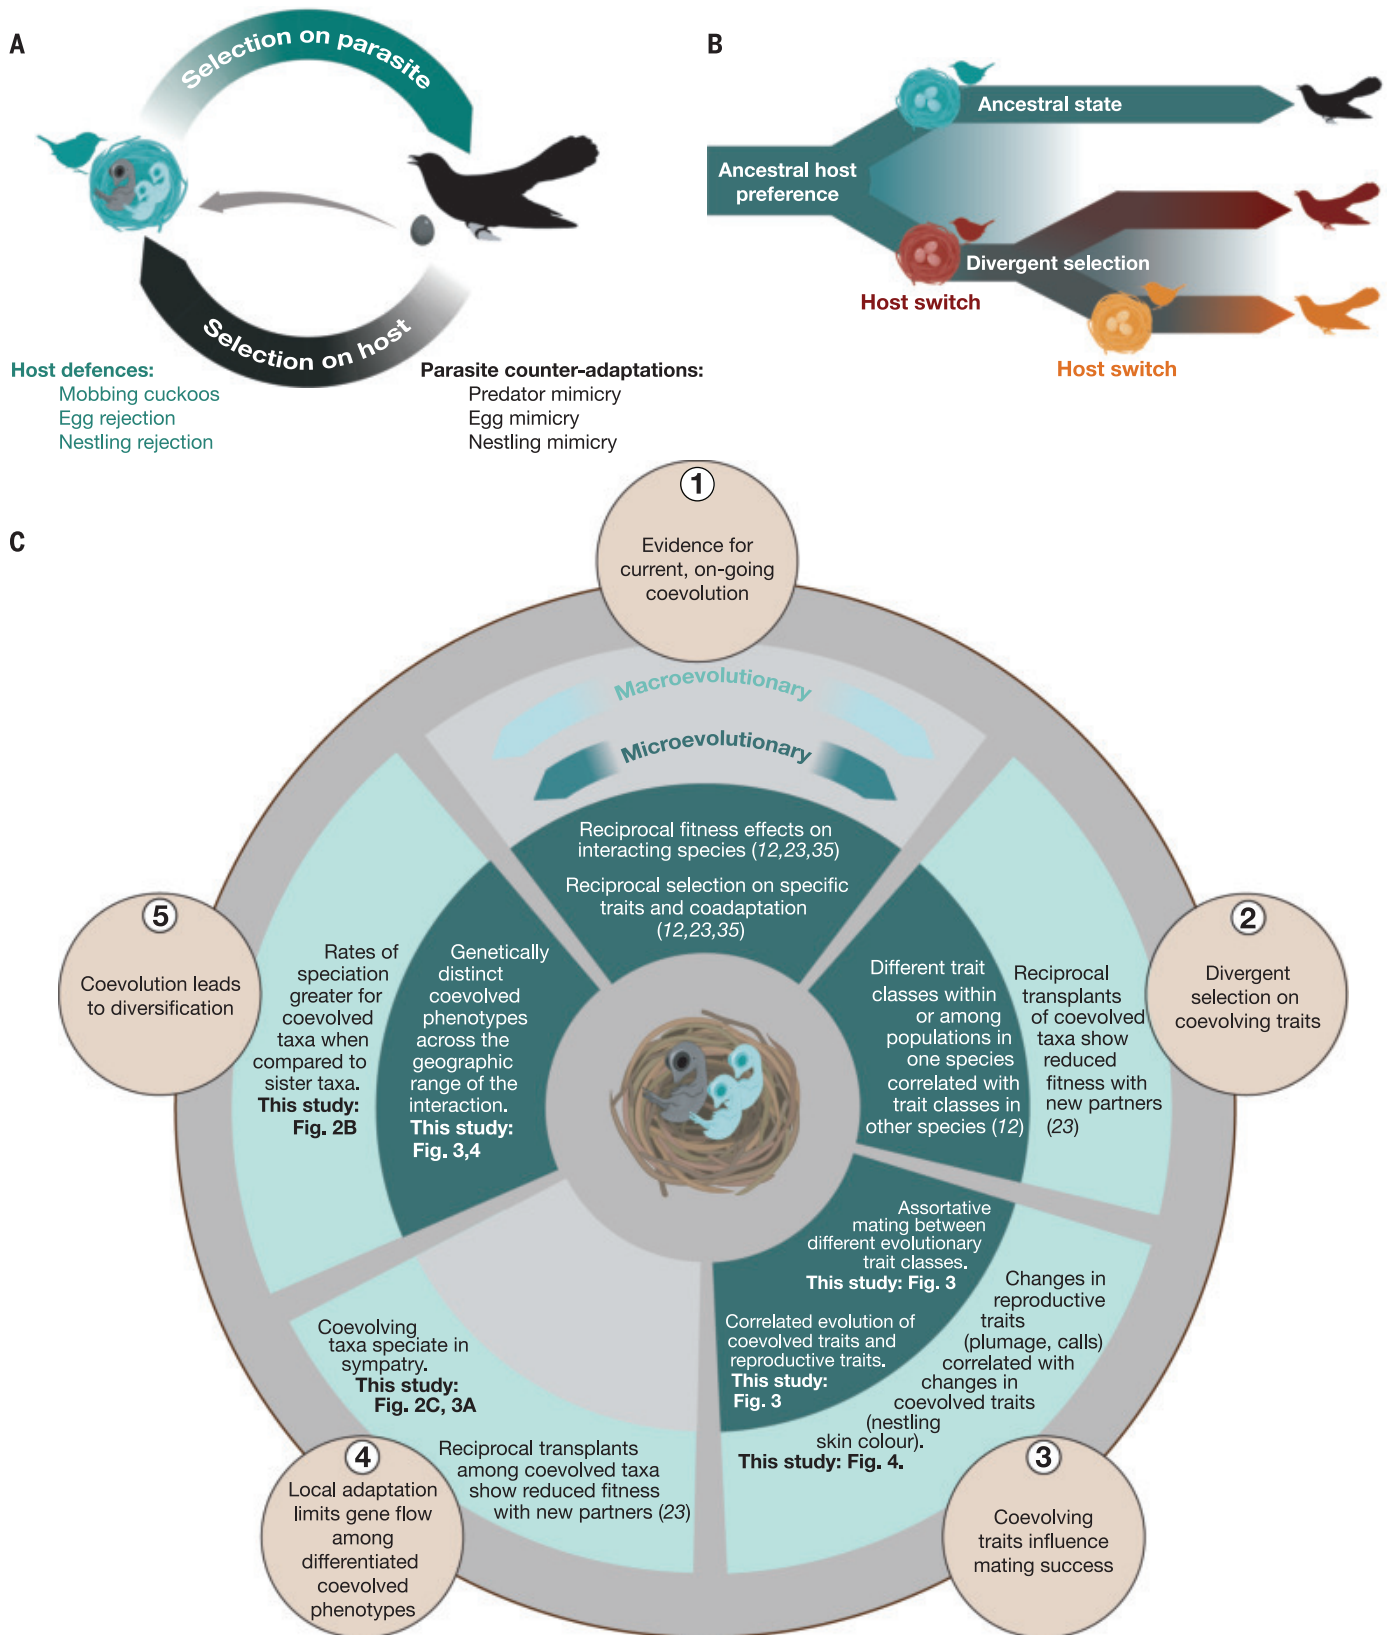 A
Selection on parasite
Selection on host
Host defences:
Mobbing cuckoos
Egg rejection
Nestling rejection
Parasite counter-adaptations:
Predator mimicry
Egg mimicry
Nestling mimicry
B
Ancestral host
preference
Ancestral state
Divergent selection
Host switch
Host switch
C
1
Evidence for
current, on-going
coevolution
Macroevolutionary
Microevolutionary
Reciprocal fitness effects on
interacting species (12,23,35)
Reciprocal selection on specific
traits and coadaptation
(12,23,35)
2
Divergent
selection on
coevolving traits
Different trait
classes within
or among
populations in
one species
correlated with
trait classes in
other species (12)
Reciprocal
transplants
of coevolved
taxa show
reduced
fitness with
new partners
(23)
3
Coevolving
traits influence
mating success
Assortative
mating between
different evolutionary
trait classes.
This study: Fig. 3
Correlated evolution of
coevolved traits and
reproductive traits.
This study:
Fig. 3
Changes in
reproductive
traits
(plumage, calls)
correlated with
changes in
coevolved traits
(nestling
skin colour).
This study: Fig. 4.
4
Local adaptation
limits gene flow
among
differentiated
coevolved
phenotypes
Coevolving
taxa speciate in
sympatry.
This study:
Fig. 2C, 3A
Reciprocal transplants
among coevolved taxa
show reduced fitness
with new partners (23)
5
Coevolution leads
to diversification
Rates of
speciation
greater for
coevolved
taxa when
compared to
sister taxa.
This study:
Fig. 2B
Genetically
distinct
coevolved
phenotypes
across the
geographic
range of the
interaction.
This study:
Fig. 3,4